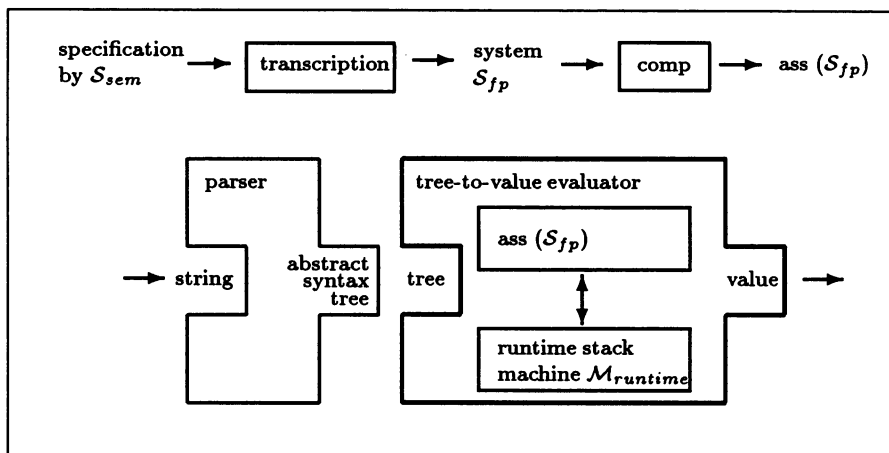 specification
by S_sem
transcription
system
S_fp
comp
ass (S_fp)
parser
string
abstract
syntax
tree
tree-to-value evaluator
tree
ass (S_fp)
runtime stack
machine M_runtime
value